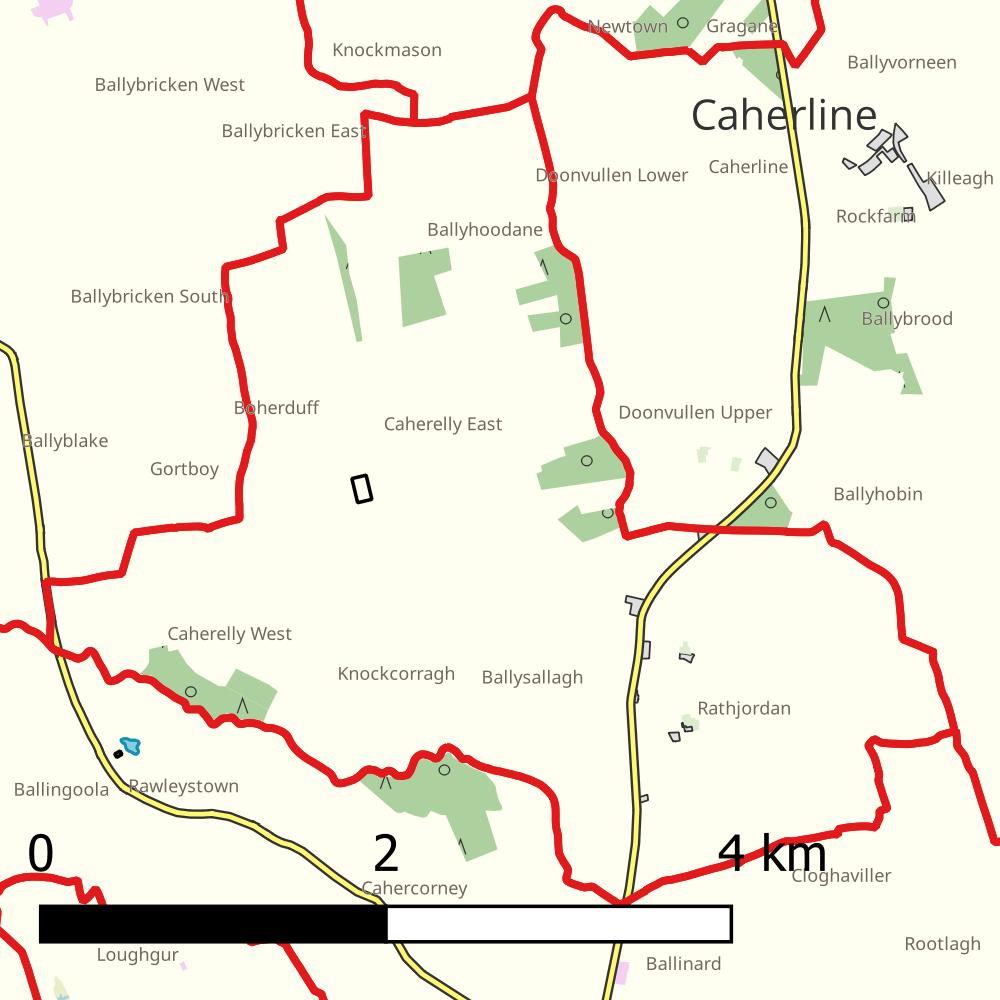 Newtown
Gragane
Knockmason
Ballyvorneen
Ballybricken West
Caherline
Ballybricken East
Caherline
Doonvullen Lower
Killeagh
Rockfarm
Ballyhoodane
Ballybricken South
Ballybrood
Boherduff
Doonvullen Upper
Caherelly East
Ballyblake
Gortboy
Ballyhobin
Caherelly West
Knockcorragh
Ballysallagh
Rathjordan
Ballingoola
Rawleystown
0 2 4 km
Cloghaviller
Cahercorney
Rootlagh
Loughgur
Ballinard